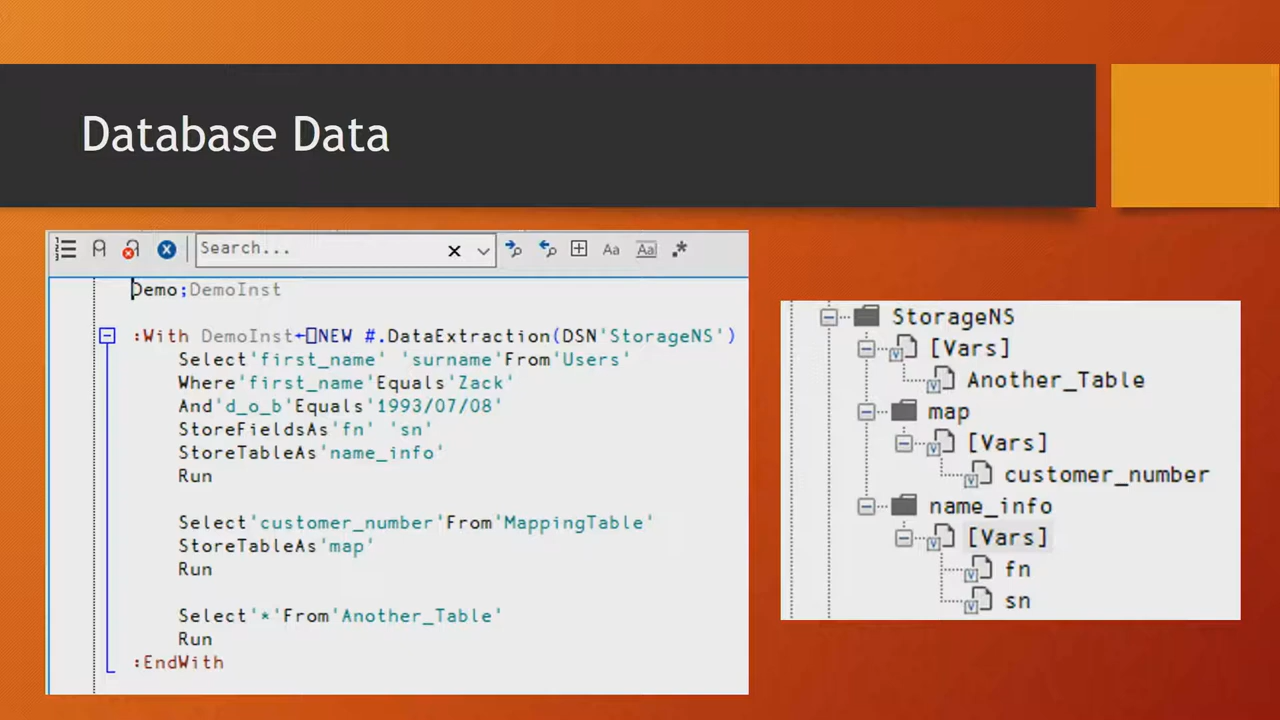 Database Data
Search...
Aa
Aa
Demo;DemoInst
:With DemoInst←⎕NEW #.DataExtraction(DSN'StorageNS')
Select'first_name' 'surname'From'Users'
Where'first_name'Equals'Zack'
And'd_o_b'Equals'1993/07/08'
StoreFieldsAs'fn' 'sn'
StoreTableAs'name_info'
Run
Select'customer_number'From'MappingTable'
StoreTableAs'map'
Run
Select'*'From'Another_Table'
Run
:EndWith
StorageNS
[Vars]
Another_Table
map
[Vars]
customer_number
name_info
[Vars]
fn
sn